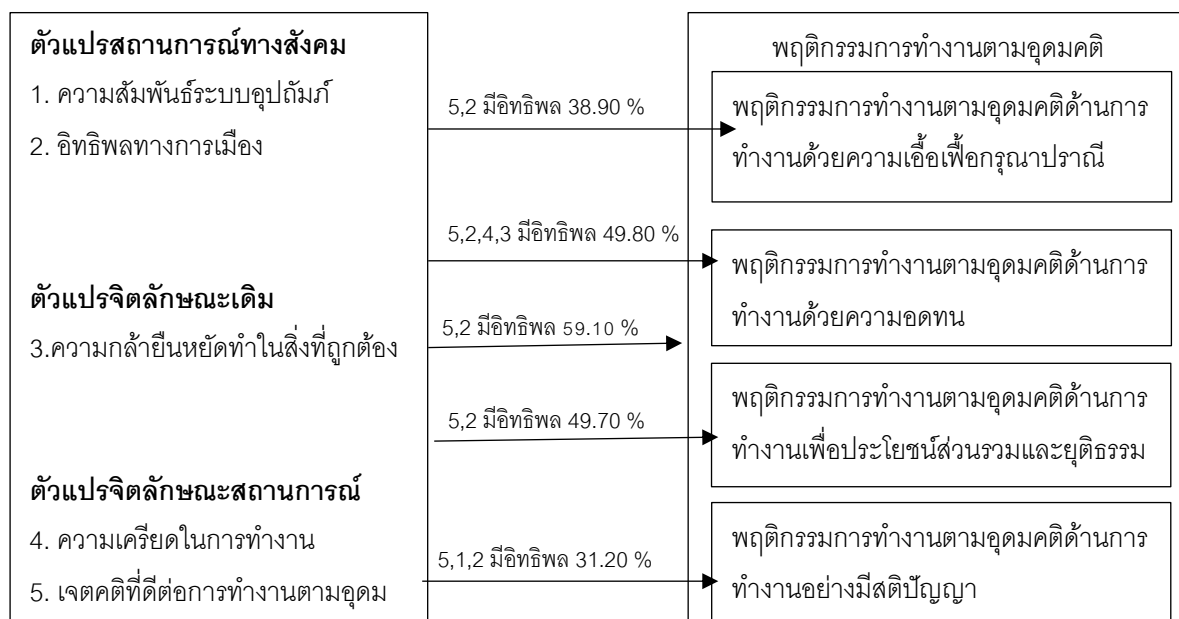 ตัวแปรสถานการณ์ทางสังคม
1. ความสัมพันธ์ระบบอุปถัมภ์
2. อิทธิพลทางการเมือง
ตัวแปรจิตลักษณะเดิม
3.ความกล้ายืนหยัดทำในสิ่งที่ถูกต้อง
ตัวแปรจิตลักษณะสถานการณ์
4. ความเครียดในการทำงาน
5. เจตคติที่ดีต่อการทำงานตามอุดม
5,2 มีอิทธิพล 38.90 %
5,2,4,3 มีอิทธิพล 49.80 %
5,2 มีอิทธิพล 59.10 %
5,2 มีอิทธิพล 49.70 %
5,1,2 มีอิทธิพล 31.20 %
พฤติกรรมการทำงานตามอุดมคติ
พฤติกรรมการทำงานตามอุดมคติด้านการ
ทำงานด้วยความเอื้อเฟื้อกรุณาปราณี
พฤติกรรมการทำงานตามอุดมคติด้านการ
ทำงานด้วยความอดทน
พฤติกรรมการทำงานตามอุดมคติด้านการ
ทำงานเพื่อประโยชน์ส่วนรวมและยุติธรรม
พฤติกรรมการทำงานตามอุดมคติด้านการ
ทำงานอย่างมีสติปัญญา